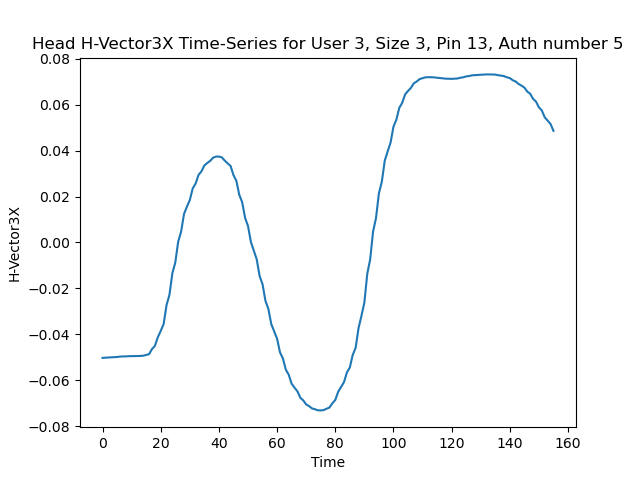 Head H-Vector3X Time-Series for User 3, Size 3, Pin 13, Auth number 5
0.08
0.06
0.04
0.02
0.00
−0.02
−0.04
−0.06
−0.08
H-Vector3X
0 20 40 60 80 100 120 140 160
Time